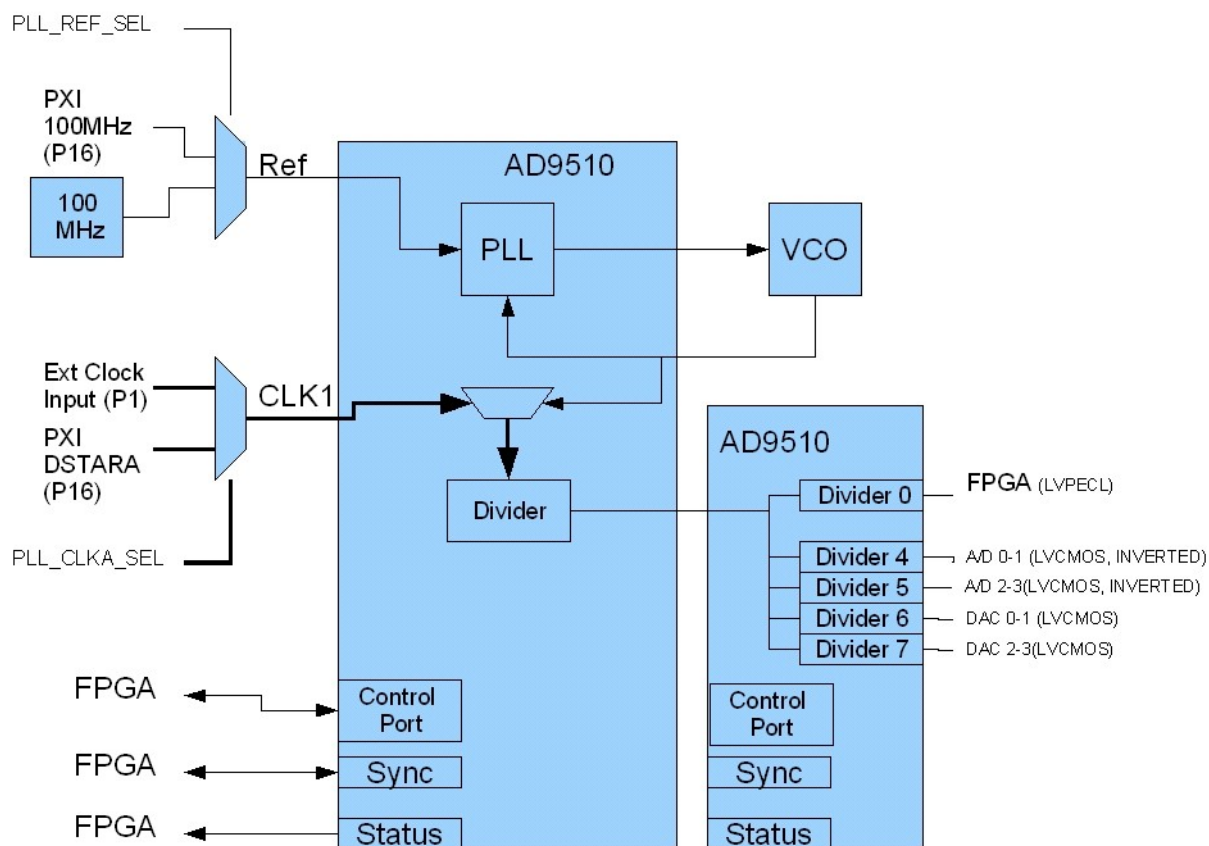 PLL_REF_SEL
PXI
100MHz
(P16)
Ref
100
MHz
AD9510
PLL
VCO
Ext Clock
Input (P1)
CLK1
PXI
DSTARA
(P16)
PLL_CLKA_SEL
Divider
AD9510
Divider 0
FPGA (LVPECL)
Divider 4
A/D 0-1 (LVCMOS, INVERTED)
Divider 5
A/D 2-3(LVCMOS, INVERTED)
Divider 6
DAC 0-1 (LVCMOS)
Divider 7
DAC 2-3(LVCMOS)
FPGA
Control
Port
Control
Port
FPGA
Sync
Sync
FPGA
Status
Status